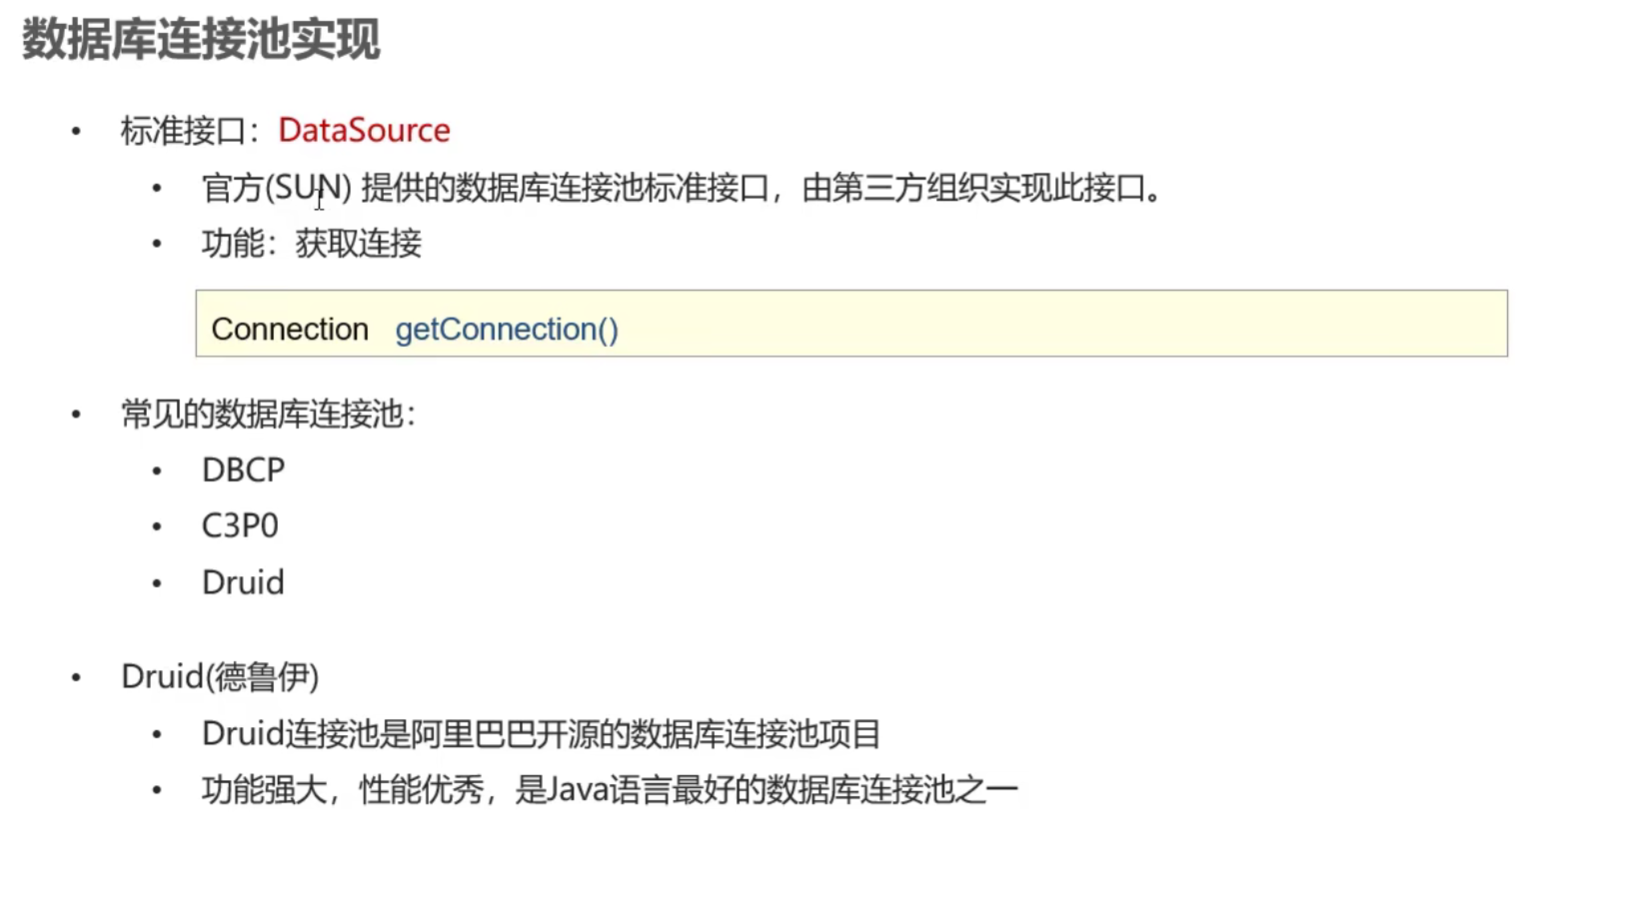 数据库连接池实现
• 标准接口：DataSource
• 官方(SUN) 提供的数据库连接池标准接口，由第三方组织实现此接口。
• 功能：获取连接
Connection getConnection()
• 常见的数据库连接池：
• DBCP
• C3P0
• Druid
• Druid(德鲁伊)
• Druid连接池是阿里巴巴开源的数据库连接池项目
• 功能强大，性能优秀，是Java语言最好的数据库连接池之一